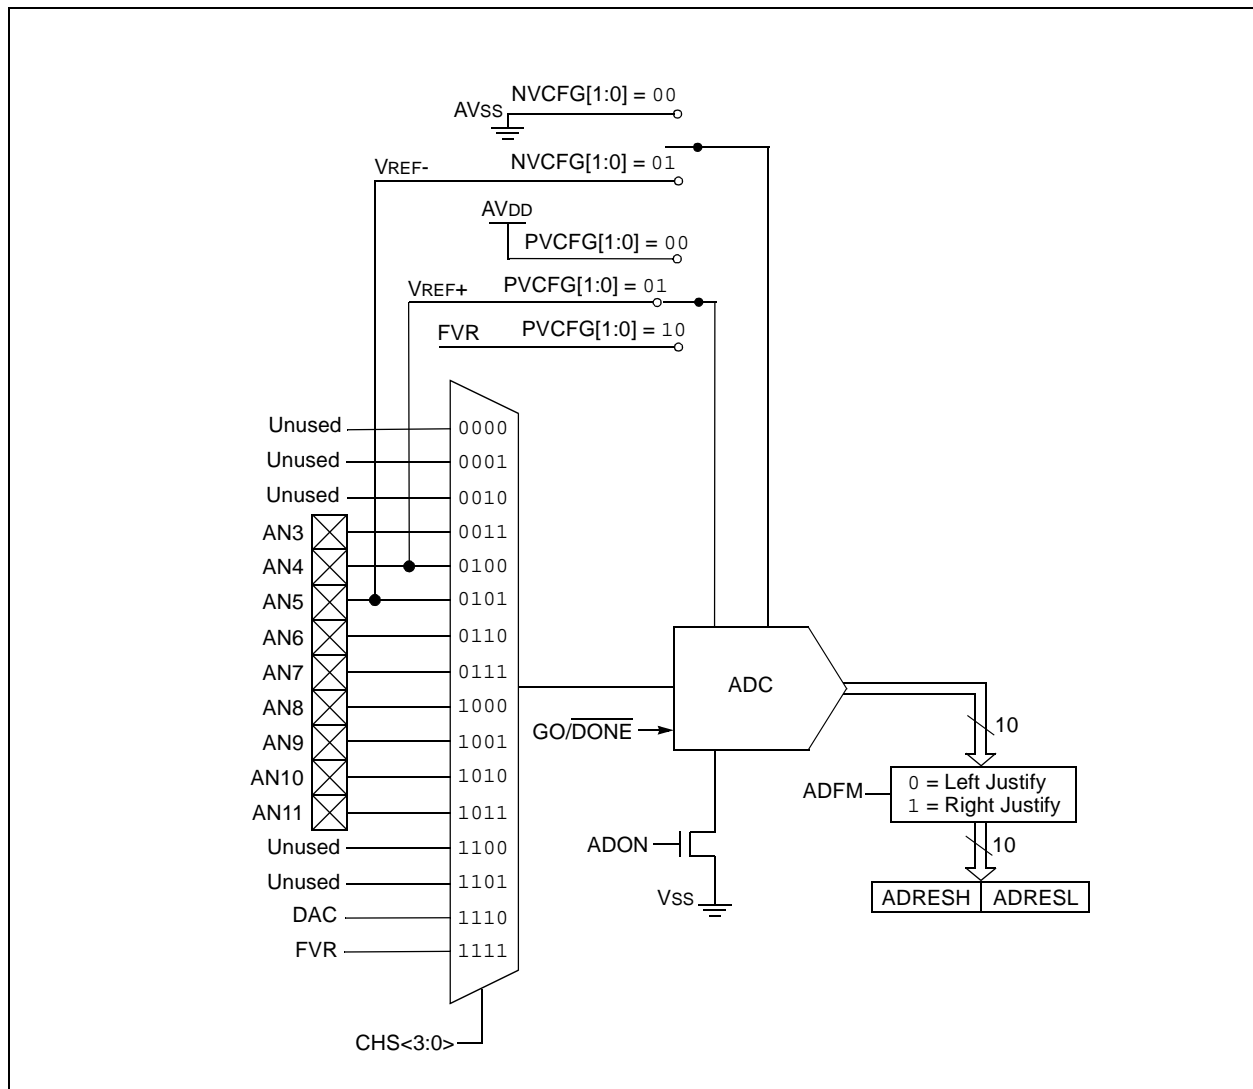 NVCFG[1:0] = 00
AVSS
VREF-
NVCFG[1:0] = 01
AVDD
PVCFG[1:0] = 00
VREF+
PVCFG[1:0] = 01
FVR
PVCFG[1:0] = 10
Unused 0000
Unused 0001
Unused 0010
AN3 0011
AN4 0100
AN5 0101
AN6 0110
AN7 0111
AN8 1000
AN9 1001
AN10 1010
AN11 1011
Unused 1100
Unused 1101
DAC 1110
FVR 1111
CHS<3:0>
ADC
GO/DONE
ADON
VSS
10
ADFM
0 = Left Justify
1 = Right Justify
10
ADRESH ADRESL